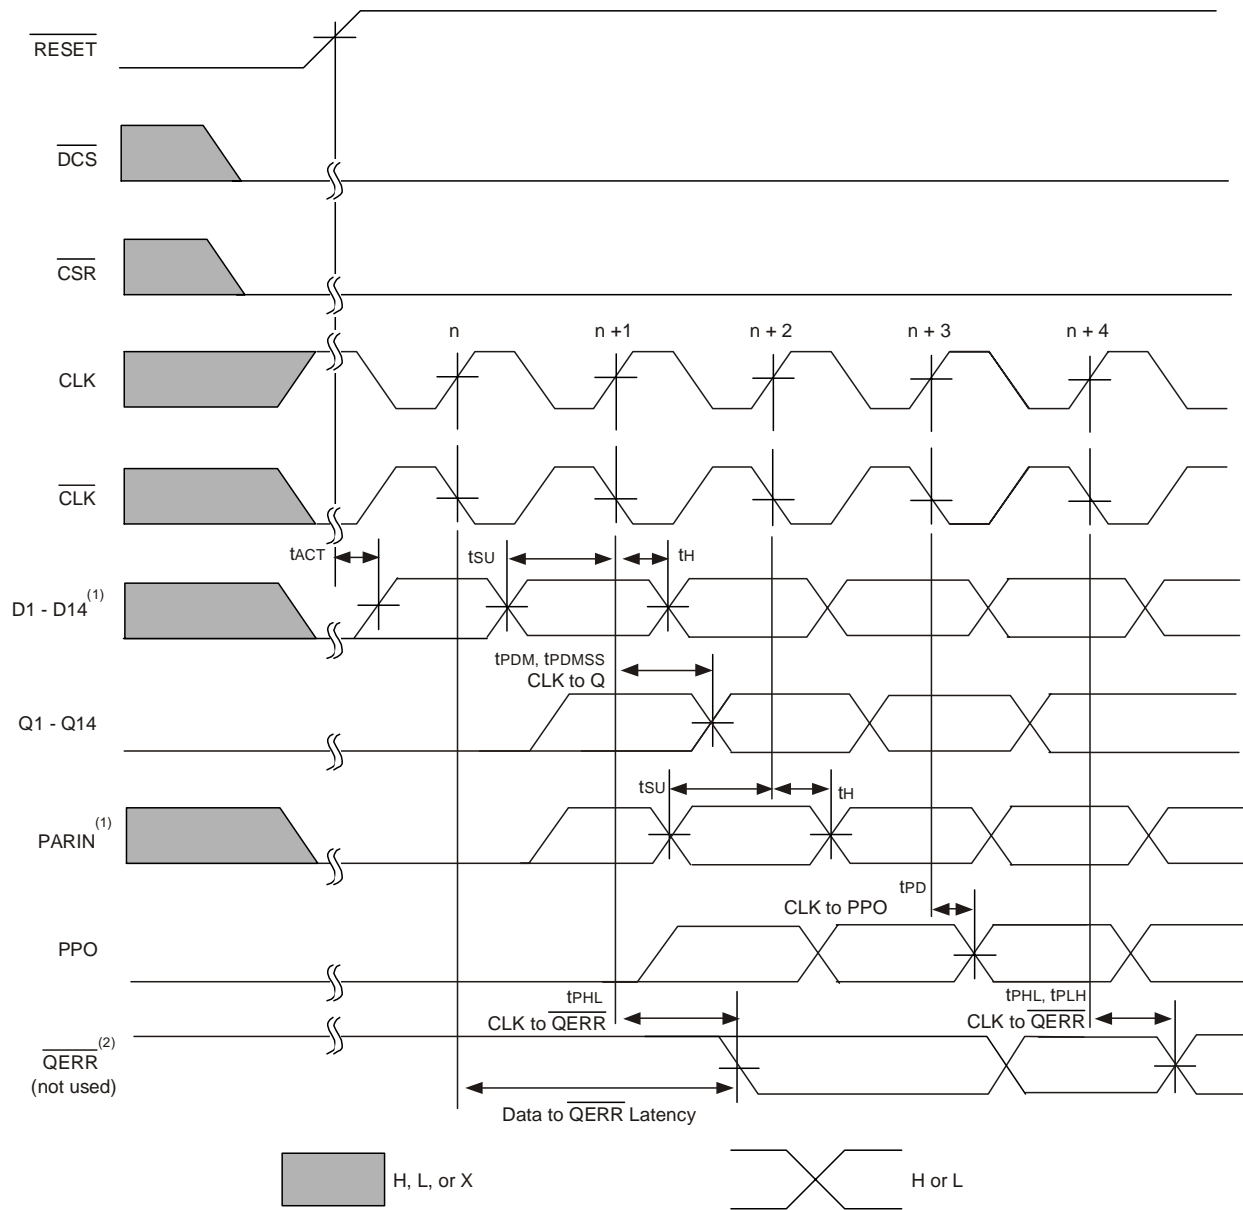 RESET
DCS
CSR
n
n +1
n + 2
n + 3
n + 4
CLK
CLK
tACT
tSU
tH
D1 - D14(1)
tPDM, tPDMSS
CLK to Q
Q1 - Q14
tSU
tH
PARIN(1)
tPD
CLK to PPO
PPO
tPHL
CLK to QERR
tPHL, tPLH
CLK to QERR
QERR(2)
(not used)
Data to QERR Latency
H, L, or X
H or L